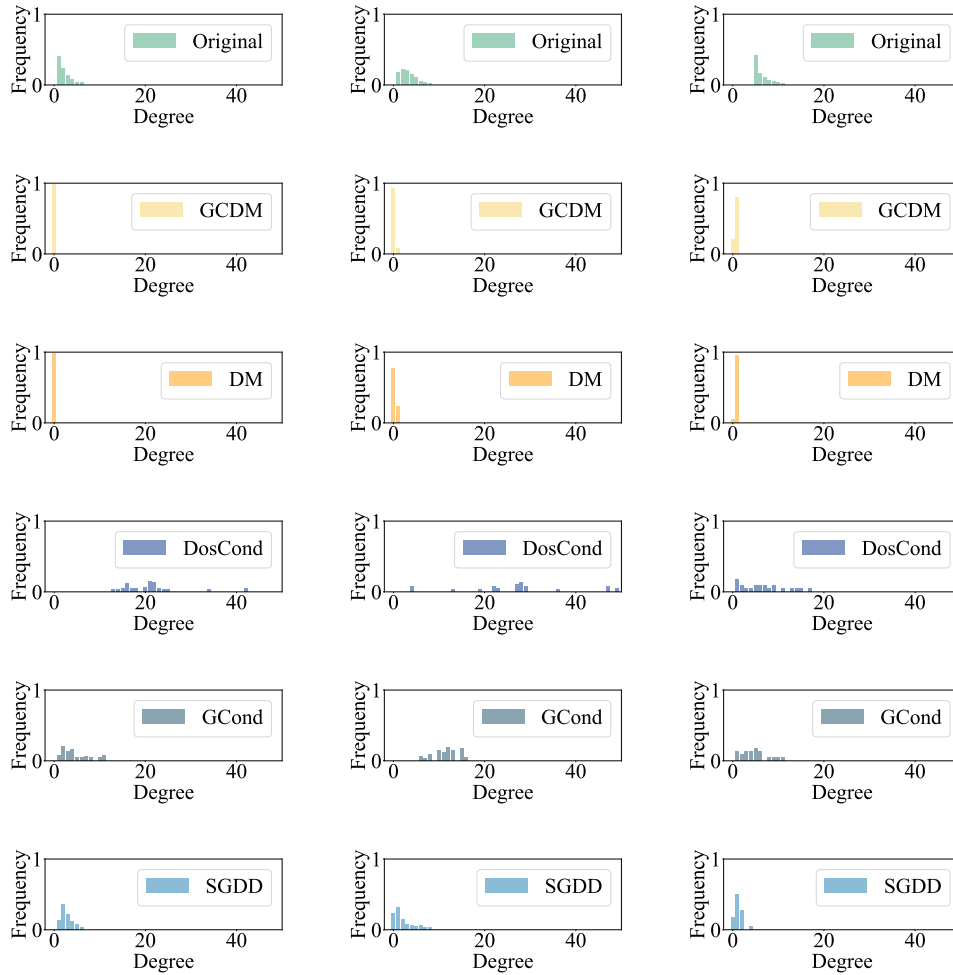 Frequency
1
0
Original
0 20 40
Degree
Frequency
1
0
Original
0 20 40
Degree
Frequency
1
0
Original
0 20 40
Degree
Frequency
1
0
GCDM
0 20 40
Degree
Frequency
1
0
GCDM
0 20 40
Degree
Frequency
1
0
GCDM
0 20 40
Degree
Frequency
1
0
DM
0 20 40
Degree
Frequency
1
0
DM
0 20 40
Degree
Frequency
1
0
DM
0 20 40
Degree
Frequency
1
0
DosCond
0 20 40
Degree
Frequency
1
0
DosCond
0 20 40
Degree
Frequency
1
0
DosCond
0 20 40
Degree
Frequency
1
0
GCond
0 20 40
Degree
Frequency
1
0
GCond
0 20 40
Degree
Frequency
1
0
GCond
0 20 40
Degree
Frequency
1
0
SGDD
0 20 40
Degree
Frequency
1
0
SGDD
0 20 40
Degree
Frequency
1
0
SGDD
0 20 40
Degree